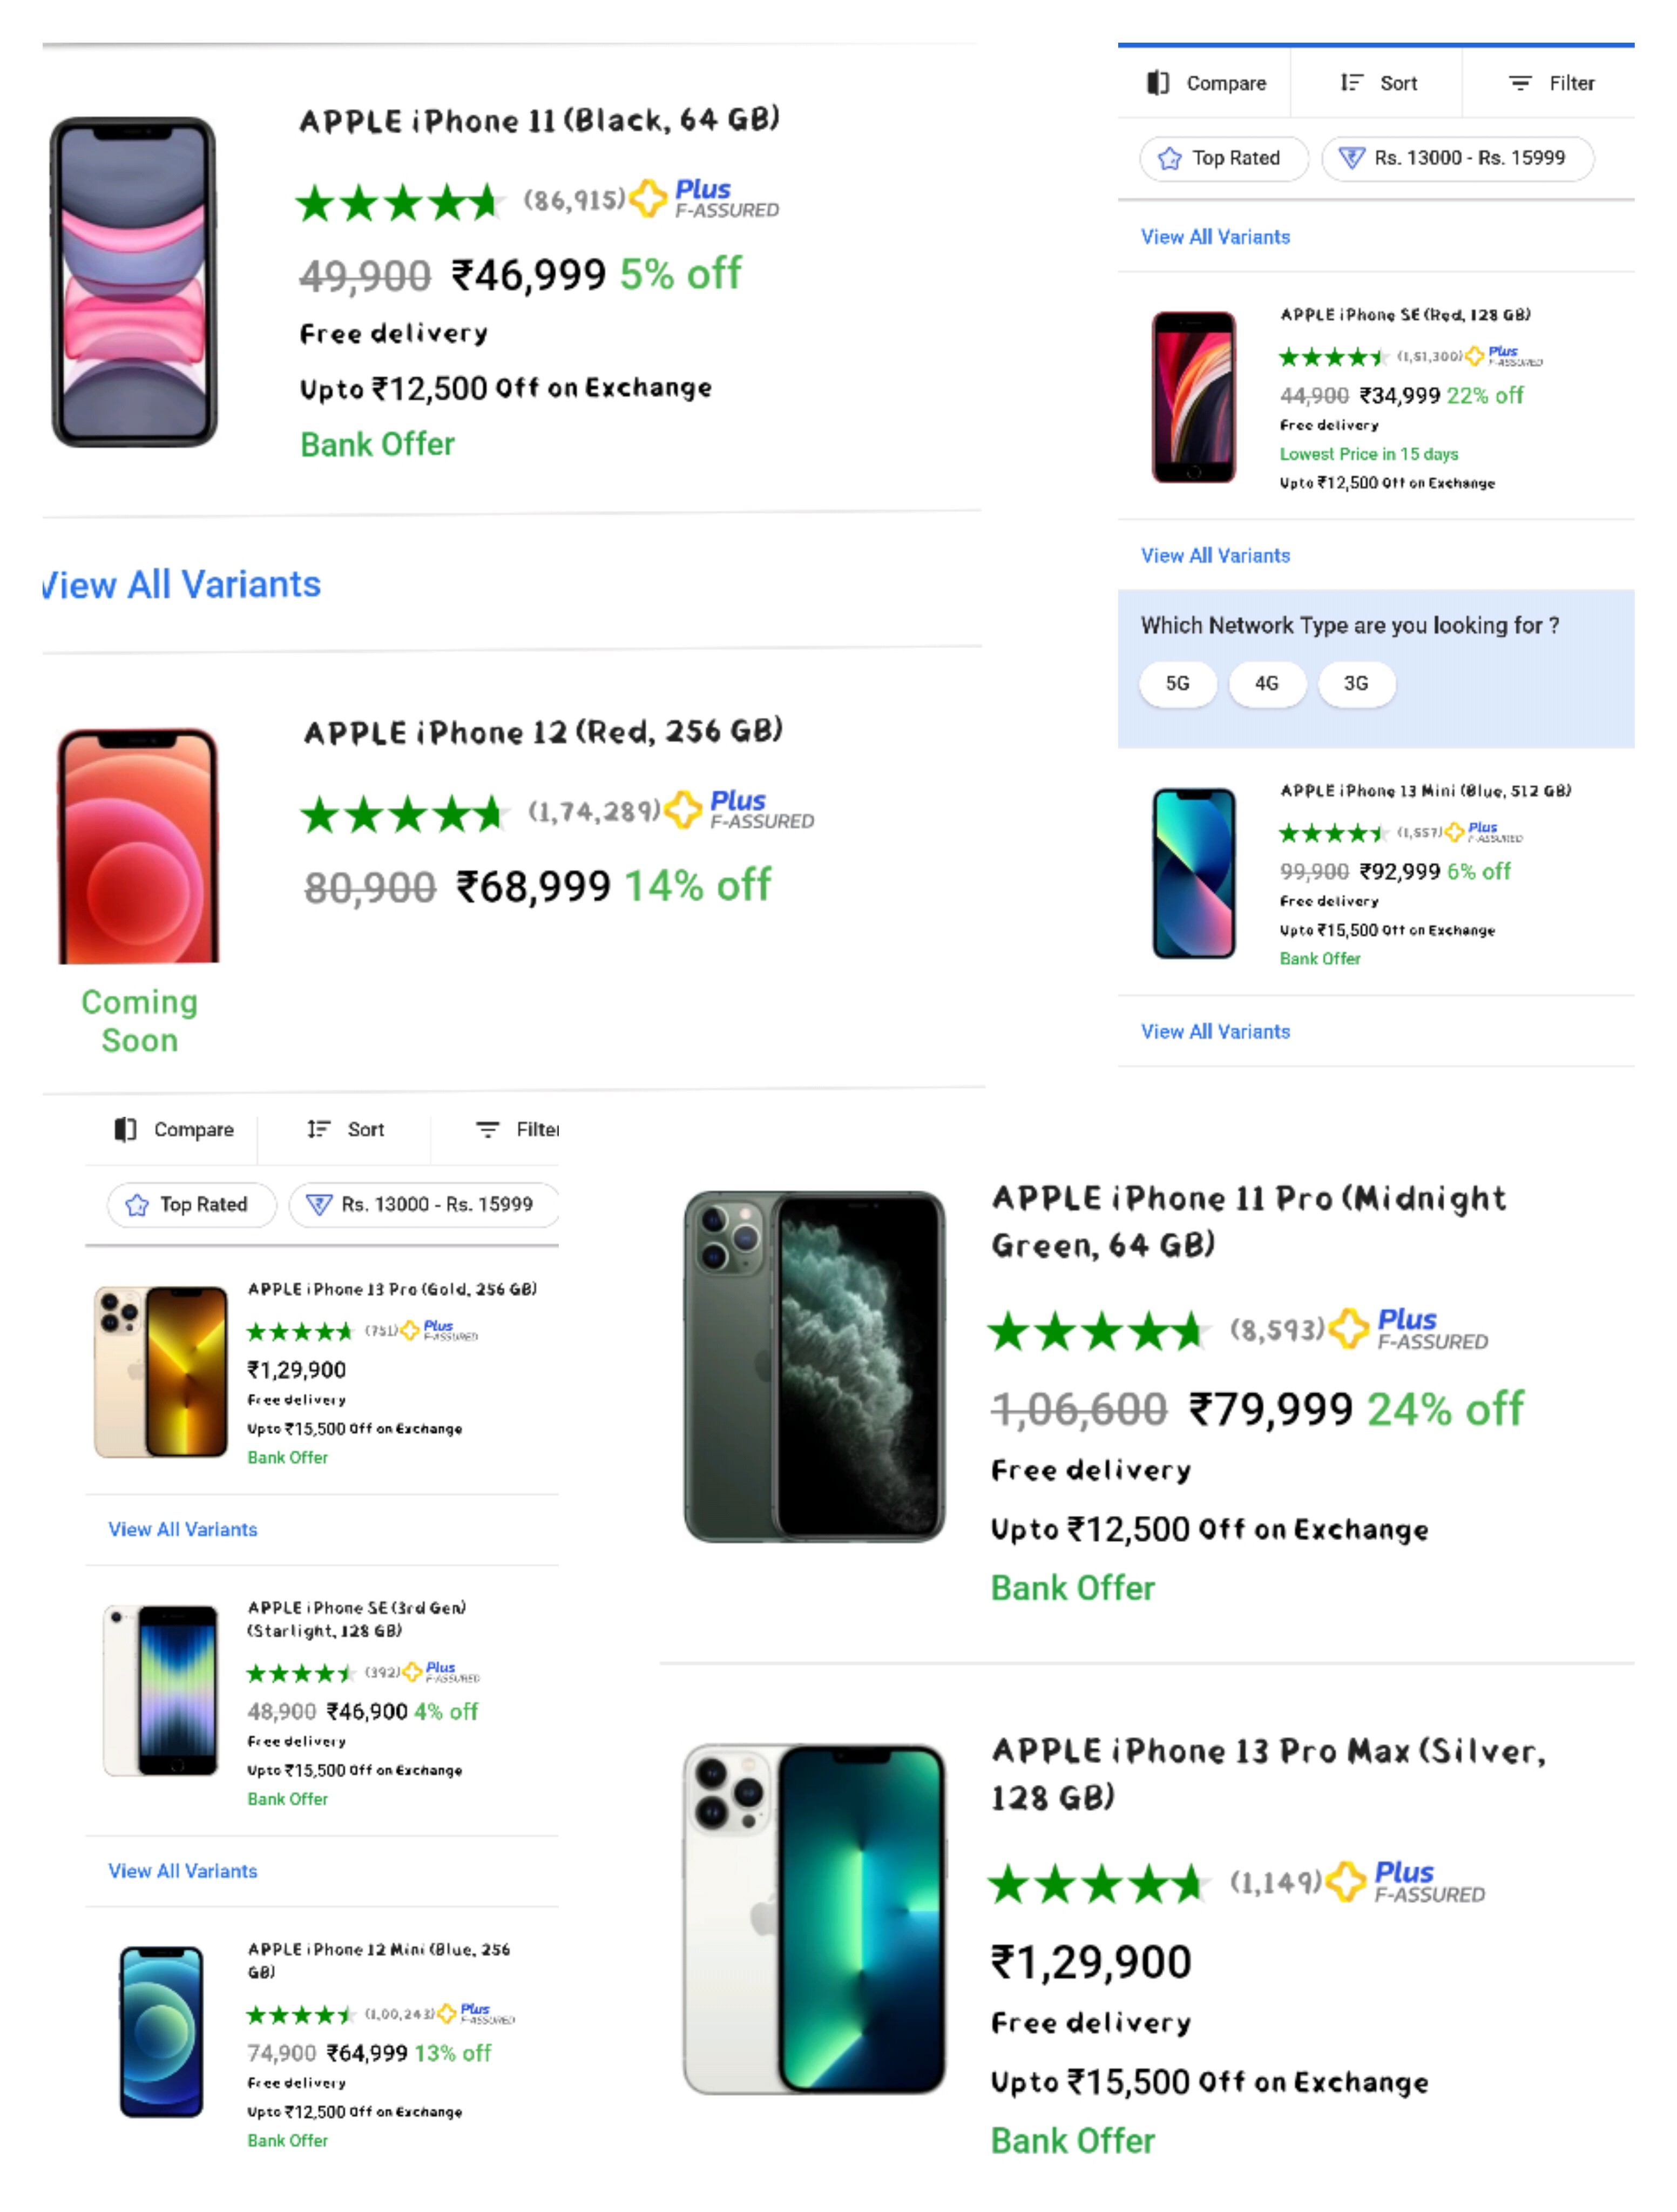 APPLE iPhone 11 (Black, 64 GB)
(86,915) Plus
F-ASSURED
49,900 ₹46,999 5% off
Free delivery
Upto ₹12,500 Off on Exchange
Bank Offer
View All Variants
APPLE iPhone 12 (Red, 256 GB)
(1,74,289) Plus
F-ASSURED
80,900 ₹68,999 14% off
Coming
Soon
Compare Sort Filter
Top Rated Rs. 13000 - Rs. 15999
View All Variants
APPLE iPhone SE (Red, 128 GB)
(1,51,300) Plus
F-ASSURED
44,900 ₹34,999 22% off
Free delivery
Lowest Price in 15 days
Upto ₹12,500 Off on Exchange
View All Variants
Which Network Type are you looking for ?
5G 4G 3G
APPLE iPhone 13 Mini (Blue, 512 GB)
(1,557) Plus
F-ASSURED
99,900 ₹92,999 6% off
Free delivery
Upto ₹15,500 Off on Exchange
Bank Offer
View All Variants
Compare Sort Filter
Top Rated Rs. 13000 - Rs. 15999
APPLE iPhone 13 Pro (Gold, 256 GB)
(751) Plus
F-ASSURED
₹1,29,900
Free delivery
Upto ₹15,500 Off on Exchange
Bank Offer
View All Variants
APPLE iPhone SE (3rd Gen)
(Starlight, 128 GB)
(392) Plus
F-ASSURED
48,900 ₹46,900 4% off
Free delivery
Upto ₹15,500 Off on Exchange
Bank Offer
View All Variants
APPLE iPhone 12 Mini (Blue, 256
GB)
(1,00,243) Plus
F-ASSURED
74,900 ₹64,999 13% off
Free delivery
Upto ₹12,500 Off on Exchange
Bank Offer
APPLE iPhone 11 Pro (Midnight
Green, 64 GB)
(8,593) Plus
F-ASSURED
1,06,600 ₹79,999 24% off
Free delivery
Upto ₹12,500 Off on Exchange
Bank Offer
APPLE iPhone 13 Pro Max (Silver,
128 GB)
(1,149) Plus
F-ASSURED
₹1,29,900
Free delivery
Upto ₹15,500 Off on Exchange
Bank Offer